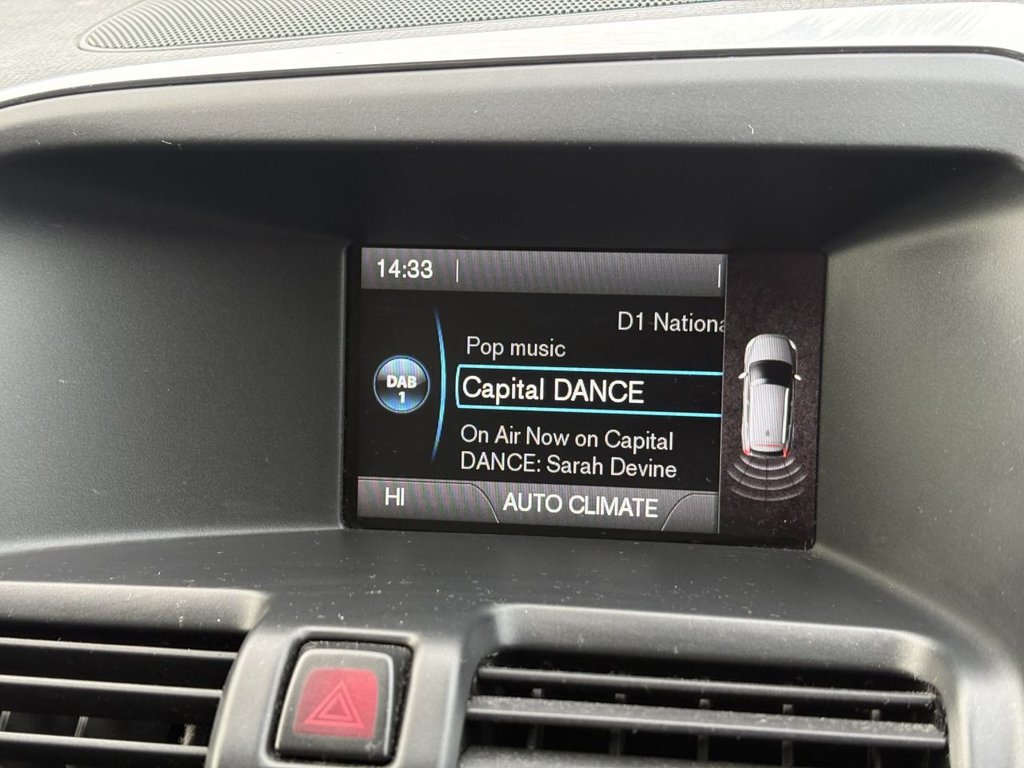 14:33
D1 Nationa
Pop music
DAB
1
Capital DANCE
On Air Now on Capital
DANCE: Sarah Devine
HI
AUTO CLIMATE